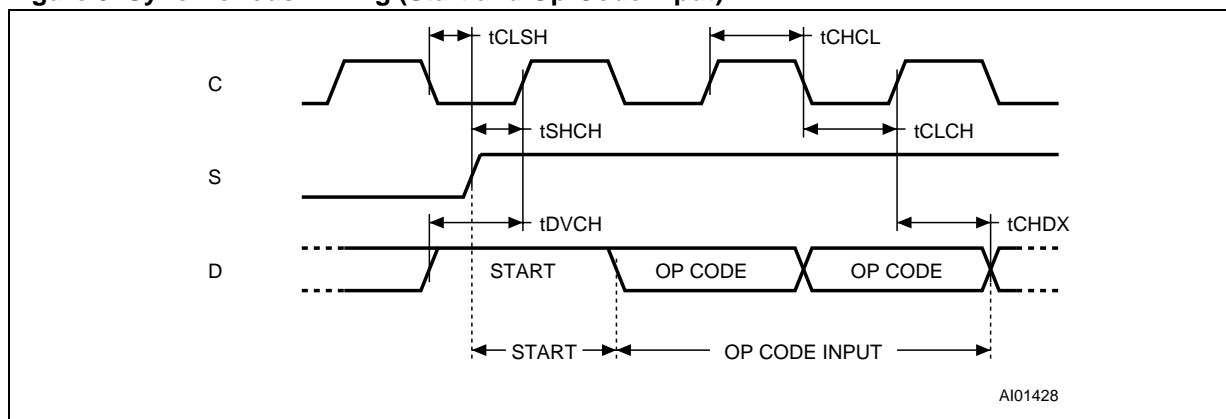 tCLSH tCHCL
C
tSHCH tCLCH
S
tDVCH tCHDX
D START OP CODE OP CODE
START OP CODE INPUT
AI01428